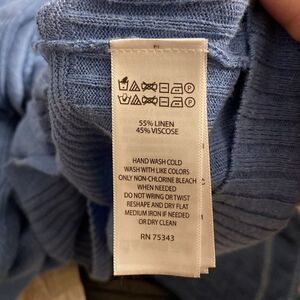 55% LINEN
45% VISCOSE
HAND WASH COLD
WASH WITH LIKE COLORS
ONLY NON-CHLORINE BLEACH
WHEN NEEDED
DO NOT WRING OR TWIST
RESHAPE AND DRY FLAT
MEDIUM IRON IF NEEDED
OR DRY CLEAN
RN 75343